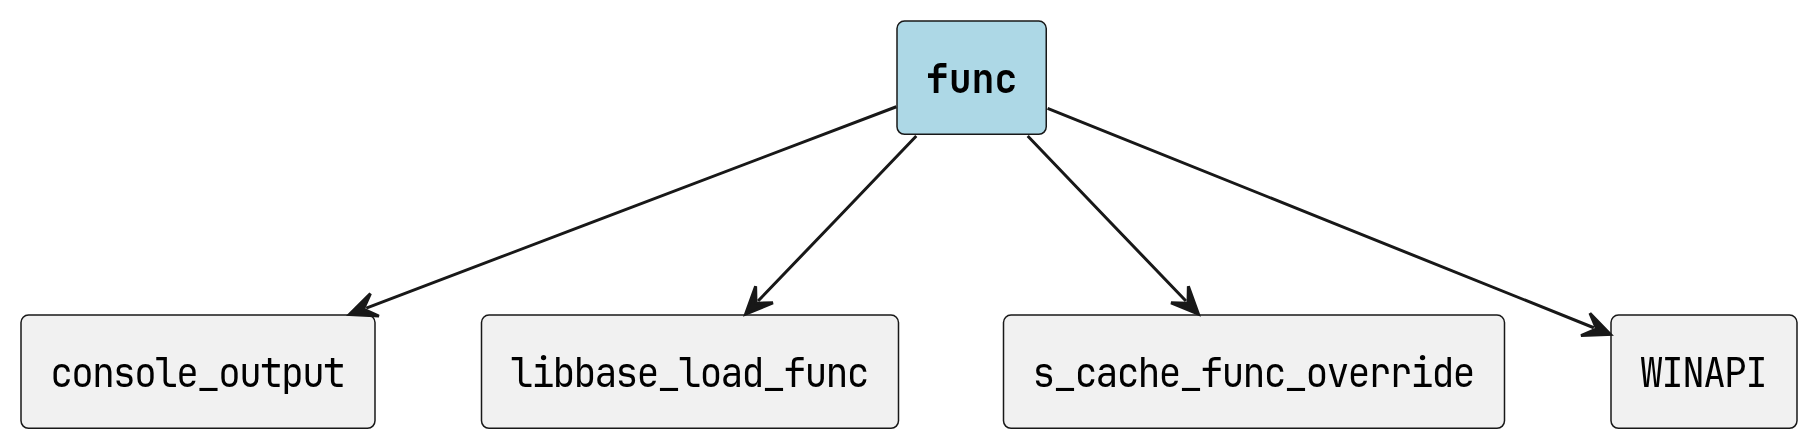 func
console_output
libbase_load_func
s_cache_func_override
WINAPI